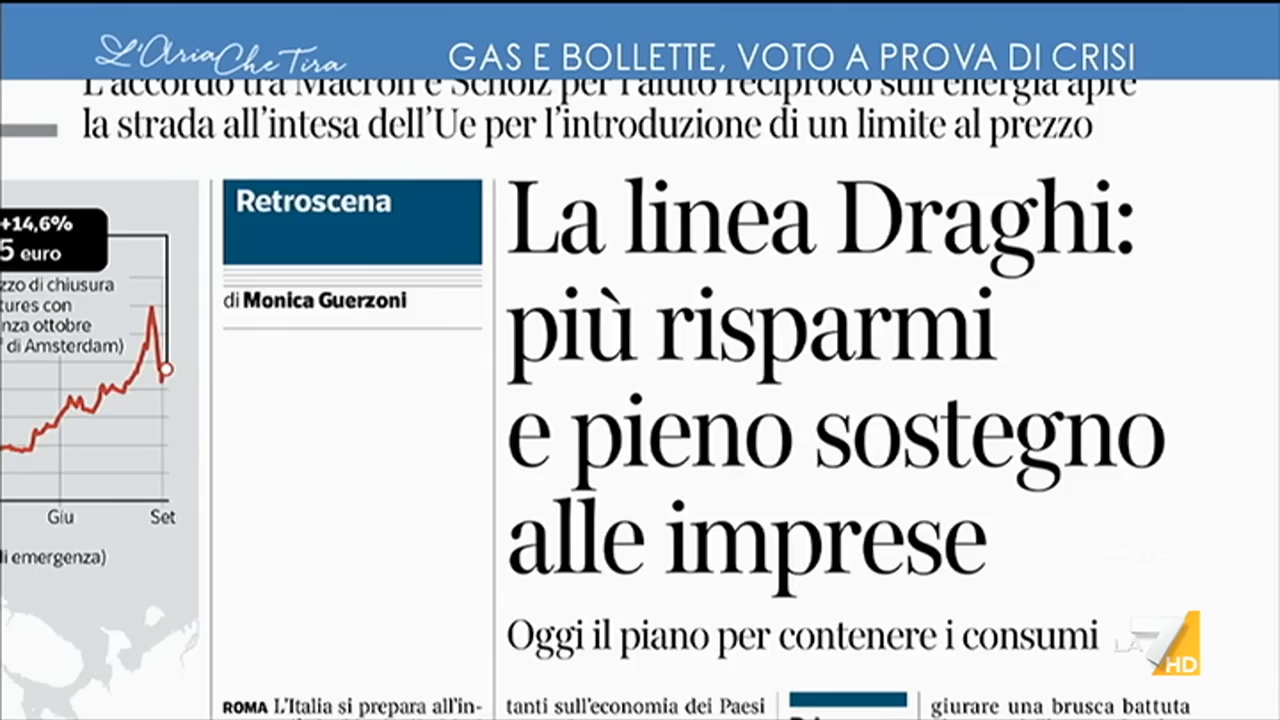 L'Aria Che Tira
GAS E BOLLETTE, VOTO A PROVA DI CRISI
L'accordo tra Macron e Scholz per l'aiuto reciproco sull'energia apre
la strada all'intesa dell'Ue per l'introduzione di un limite al prezzo
+14,6%
5 euro
zzo di chiusura
tures con
nza ottobre
di Amsterdam)
Giu Set
li emergenza)
Retroscena
di Monica Guerzoni
La linea Draghi:
più risparmi
e pieno sostegno
alle imprese
Oggi il piano per contenere i consumi
LA 7 HD
ROMA L'Italia si prepara all'in-
tanti sull'economia dei Paesi
giurare una brusca battuta